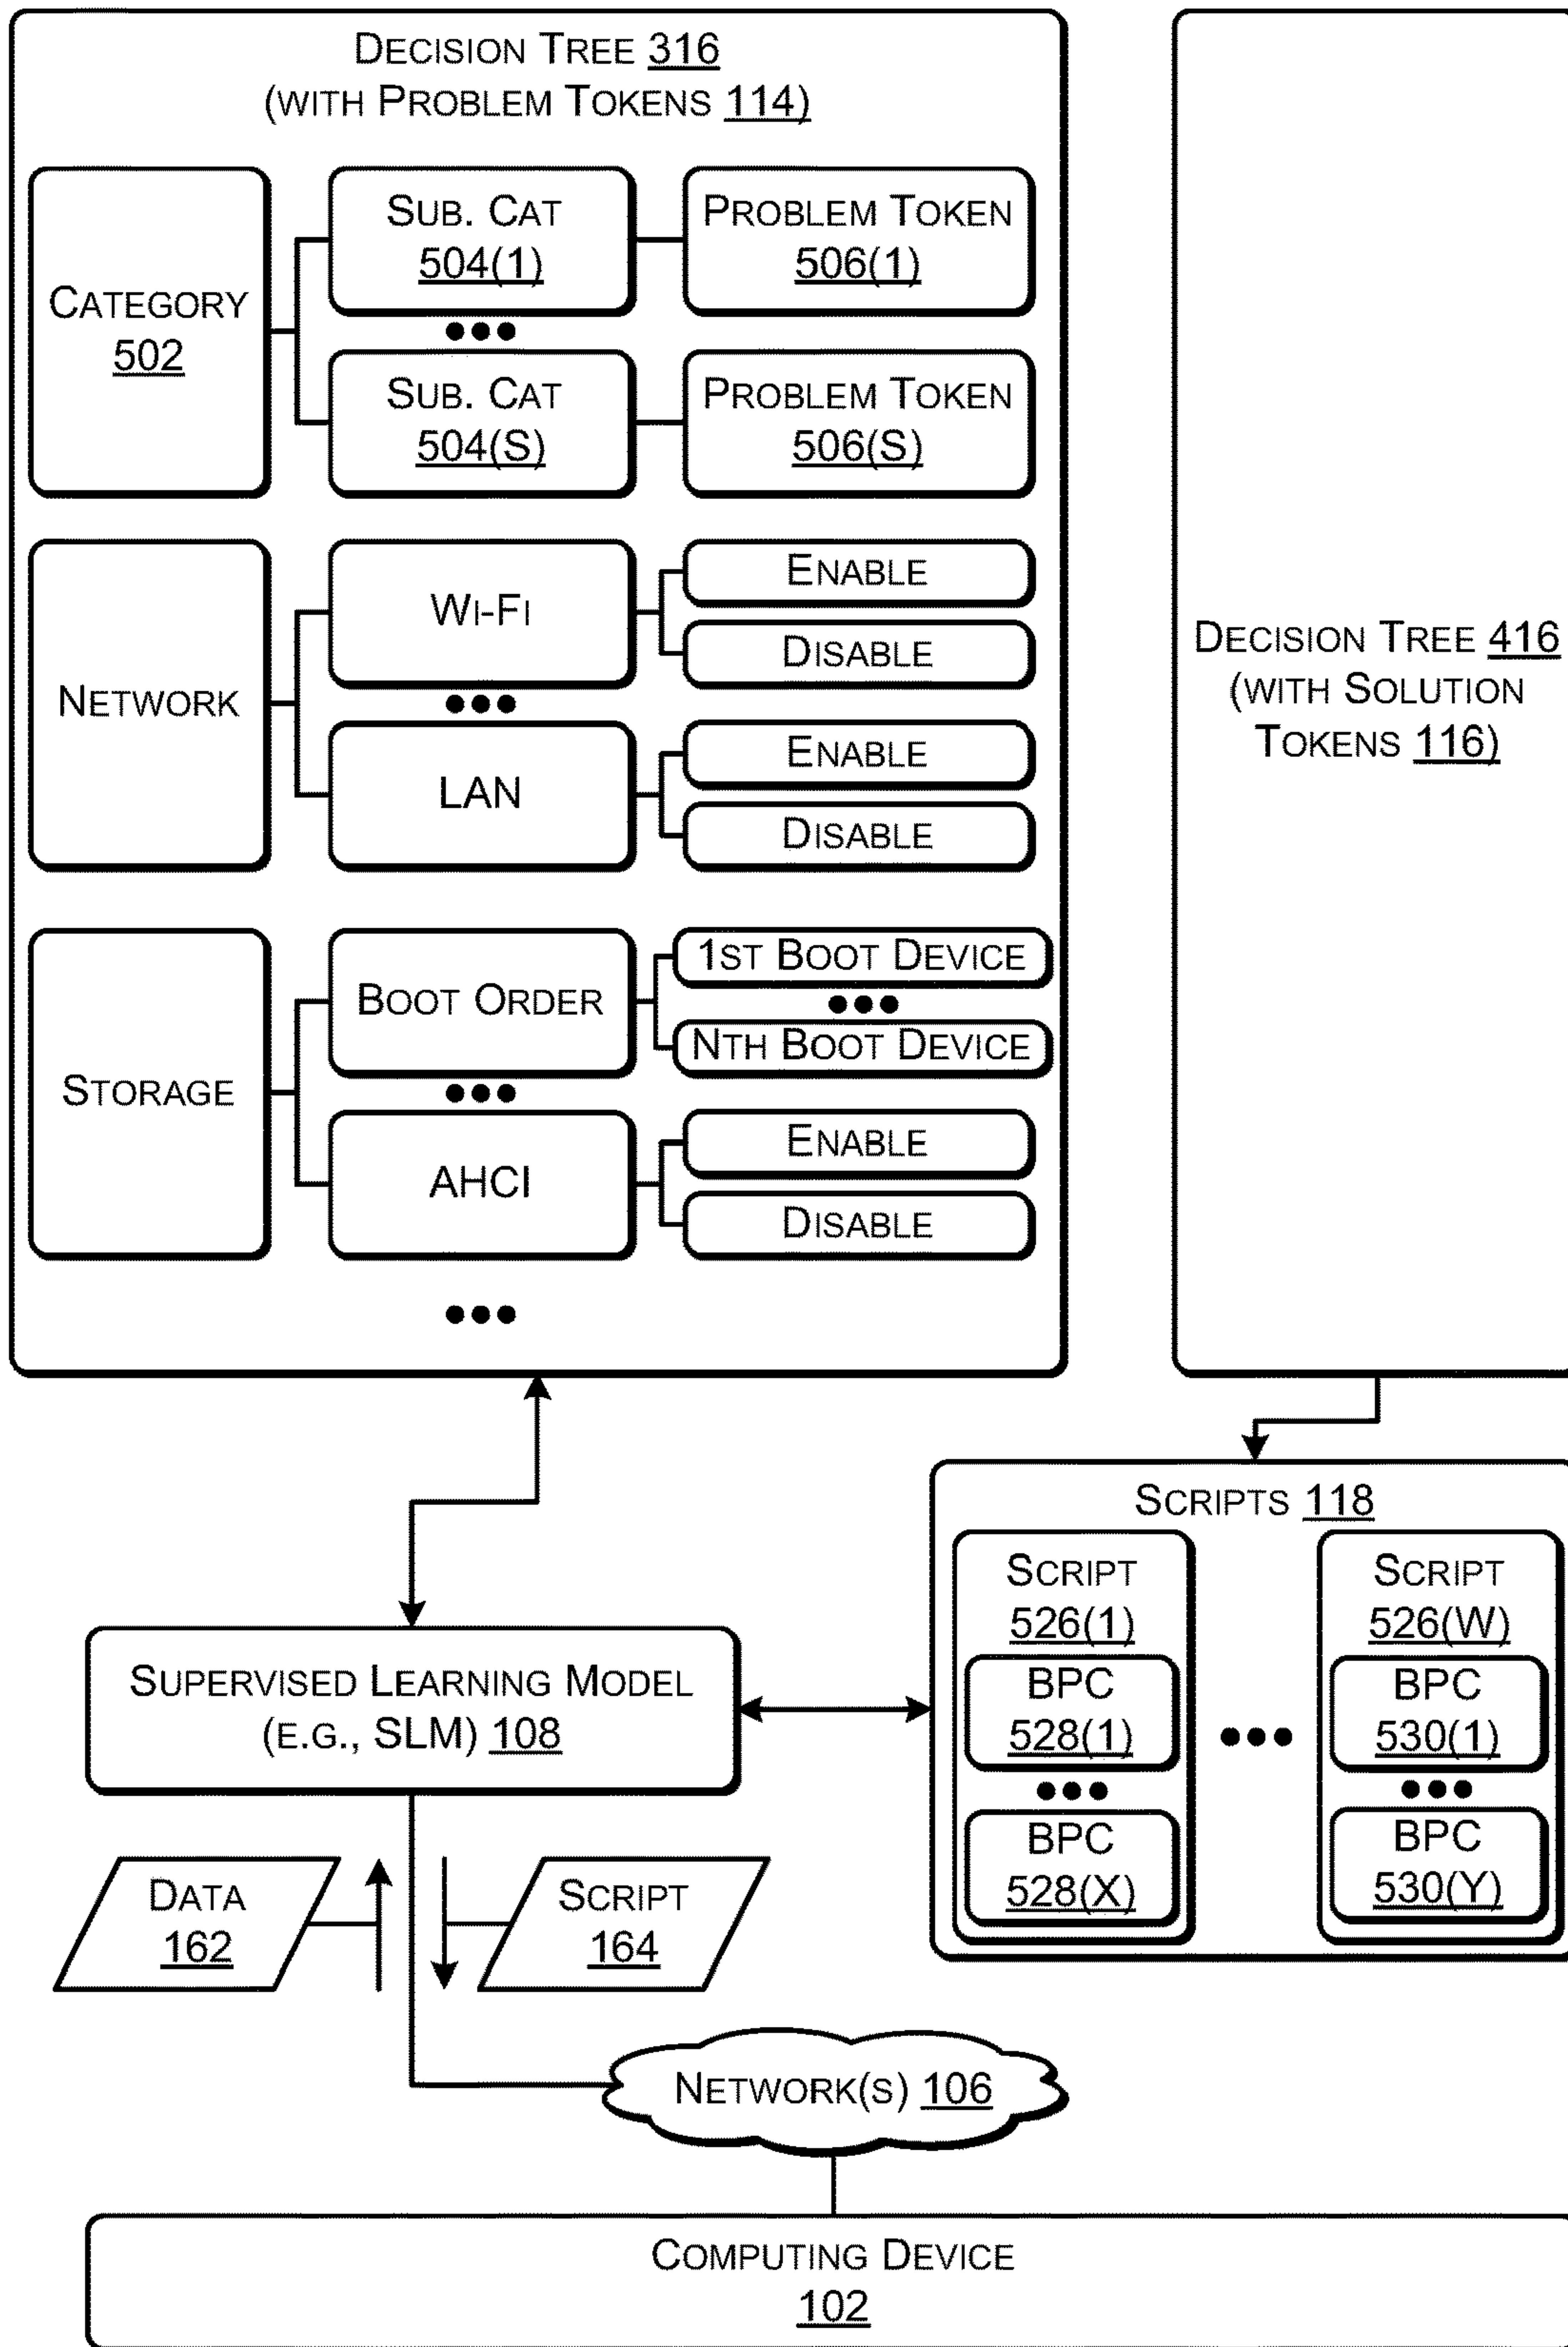 DECISION TREE 316
(WITH PROBLEM TOKENS 114)
CATEGORY
502
SUB. CAT
504(1)
PROBLEM TOKEN
506(1)
SUB. CAT
504(S)
PROBLEM TOKEN
506(S)
NETWORK
WI-FI
ENABLE
DISABLE
LAN
ENABLE
DISABLE
STORAGE
BOOT ORDER
1ST BOOT DEVICE
NTH BOOT DEVICE
AHCI
ENABLE
DISABLE
DECISION TREE 416
(WITH SOLUTION
TOKENS 116)
SCRIPTS 118
SCRIPT
526(1)
BPC
528(1)
BPC
528(X)
SCRIPT
526(W)
BPC
530(1)
BPC
530(Y)
SUPERVISED LEARNING MODEL
(E.G., SLM) 108
DATA
162
SCRIPT
164
NETWORK(S) 106
COMPUTING DEVICE
102